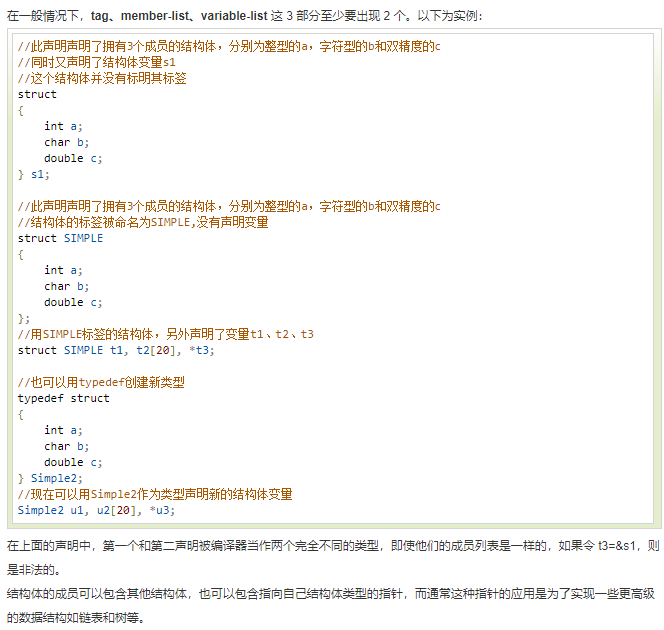 在一般情况下，tag、member-list、variable-list 这 3 部分至少要出现 2 个。以下为实例：
//此声明声明了拥有3个成员的结构体，分别为整型的a，字符型的b和双精度的c
//同时又声明了结构体变量s1
//这个结构体并没有标明其标签
struct
{
    int a;
    char b;
    double c;
} s1;

//此声明声明了拥有3个成员的结构体，分别为整型的a，字符型的b和双精度的c
//结构体的标签被命名为SIMPLE,没有声明变量
struct SIMPLE
{
    int a;
    char b;
    double c;
};
//用SIMPLE标签的结构体，另外声明了变量t1、t2、t3
struct SIMPLE t1, t2[20], *t3;

//也可以用typedef创建新类型
typedef struct
{
    int a;
    char b;
    double c;
} Simple2;
//现在可以用Simple2作为类型声明新的结构体变量
Simple2 u1, u2[20], *u3;
在上面的声明中，第一个和第二声明被编译器当作两个完全不同的类型，即使他们的成员列表是一样的，如果令 t3=&s1，则
是非法的。
结构体的成员可以包含其他结构体，也可以包含指向自己结构体类型的指针，而通常这种指针的应用是为了实现一些更高级
的数据结构如链表和树等。